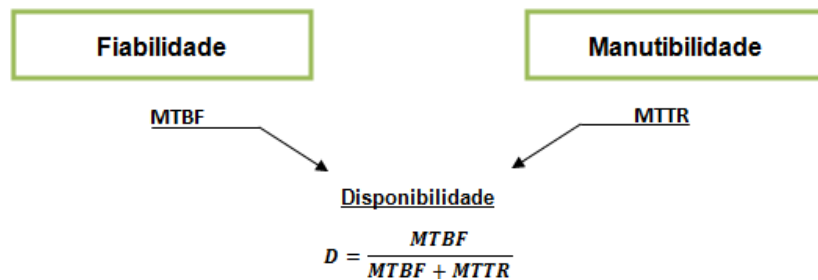 Fiabilidade
Manutibilidade
MTBF
MTTR
Disponibilidade
D = MTBF / MTBF + MTTR